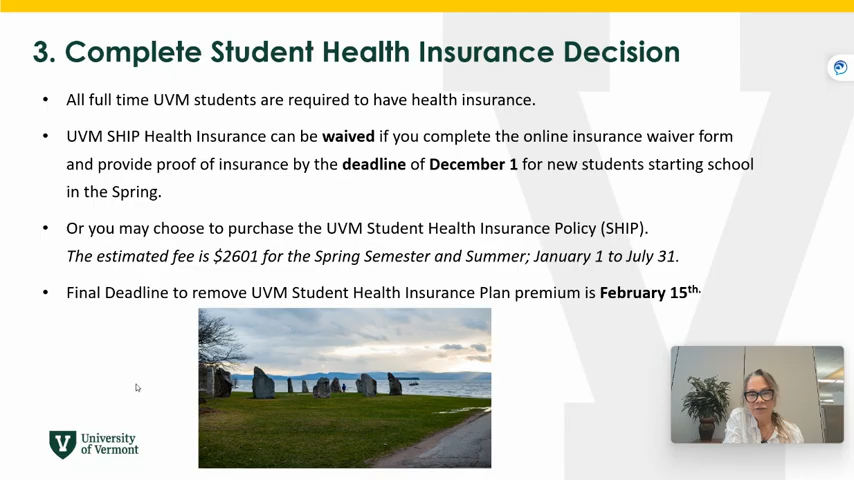 3. Complete Student Health Insurance Decision
• All full time UVM students are required to have health insurance.
• UVM SHIP Health Insurance can be waived if you complete the online insurance waiver form
and provide proof of insurance by the deadline of December 1 for new students starting school
in the Spring.
• Or you may choose to purchase the UVM Student Health Insurance Policy (SHIP).
The estimated fee is $2601 for the Spring Semester and Summer; January 1 to July 31.
• Final Deadline to remove UVM Student Health Insurance Plan premium is February 15th.
University
of Vermont